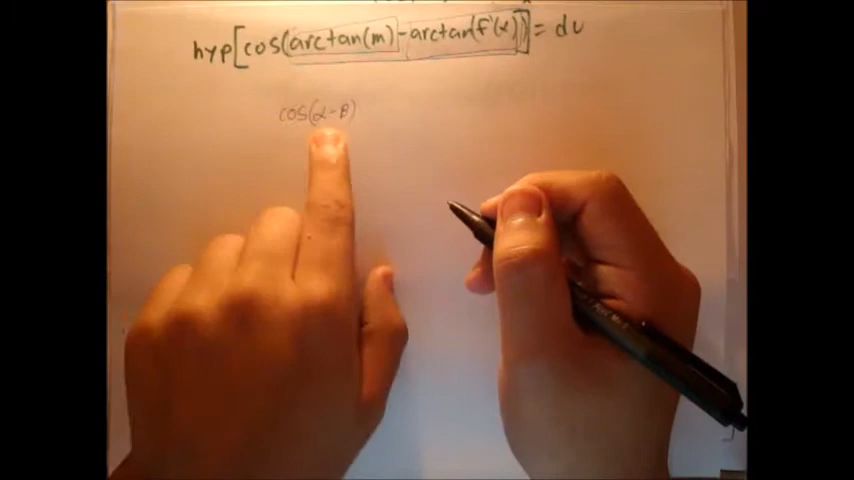 hyp[cos(arctan(m)-arctan(f'(x)))] = du
cos(α-β)